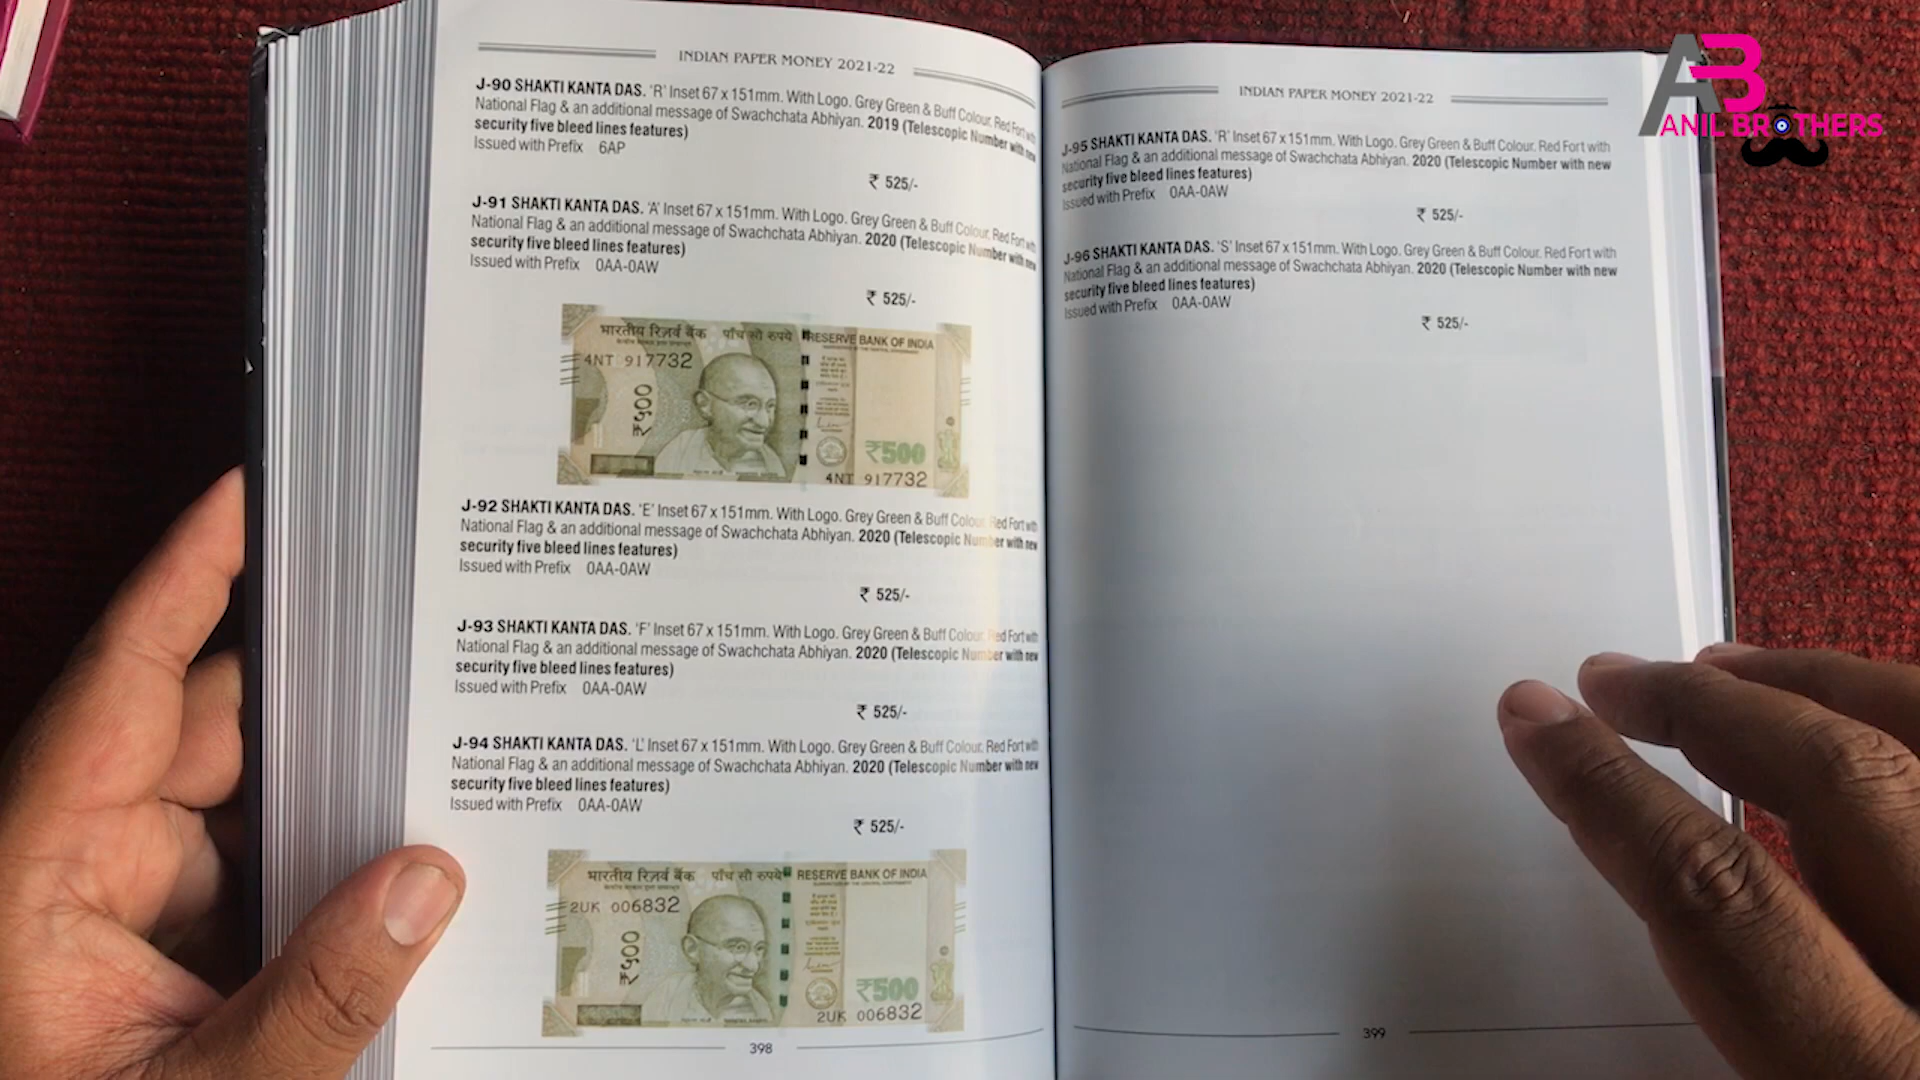 INDIAN PAPER MONEY 2021-22
J-90 SHAKTI KANTA DAS. 'R' Inset 67 x 151mm. With Logo. Grey Green & Buff Colour. Red Fort with
National Flag & an additional message of Swachchata Abhiyan. 2019 (Telescopic Number with new
security five bleed lines features)
Issued with Prefix 6AP
₹ 525/-
J-91 SHAKTI KANTA DAS. 'A' Inset 67 x 151mm. With Logo. Grey Green & Buff Colour. Red Fort with
National Flag & an additional message of Swachchata Abhiyan. 2020 (Telescopic Number with new
security five bleed lines features)
Issued with Prefix 0AA-0AW
₹ 525/-
भारतीय रिज़र्व बैंक पाँच सौ रुपये RESERVE BANK OF INDIA
4NT 917732
₹५००
₹500
4NT 917732
J-92 SHAKTI KANTA DAS. 'E' Inset 67 x 151mm. With Logo. Grey Green & Buff Colour. Red Fort with
National Flag & an additional message of Swachchata Abhiyan. 2020 (Telescopic Number with new
security five bleed lines features)
Issued with Prefix 0AA-0AW
₹ 525/-
J-93 SHAKTI KANTA DAS. 'F' Inset 67 x 151mm. With Logo. Grey Green & Buff Colour. Red Fort with
National Flag & an additional message of Swachchata Abhiyan. 2020 (Telescopic Number with new
security five bleed lines features)
Issued with Prefix 0AA-0AW
₹ 525/-
J-94 SHAKTI KANTA DAS. 'L' Inset 67 x 151mm. With Logo. Grey Green & Buff Colour. Red Fort with
National Flag & an additional message of Swachchata Abhiyan. 2020 (Telescopic Number with new
security five bleed lines features)
Issued with Prefix 0AA-0AW
₹ 525/-
भारतीय रिज़र्व बैंक पाँच सौ रुपये RESERVE BANK OF INDIA
2UK 006832
₹५००
₹500
2UK 006832
398
INDIAN PAPER MONEY 2021-22
J-95 SHAKTI KANTA DAS. 'R' Inset 67 x 151mm. With Logo. Grey Green & Buff Colour. Red Fort with
National Flag & an additional message of Swachchata Abhiyan. 2020 (Telescopic Number with new
security five bleed lines features)
Issued with Prefix 0AA-0AW
₹ 525/-
J-96 SHAKTI KANTA DAS. 'S' Inset 67 x 151mm. With Logo. Grey Green & Buff Colour. Red Fort with
National Flag & an additional message of Swachchata Abhiyan. 2020 (Telescopic Number with new
security five bleed lines features)
Issued with Prefix 0AA-0AW
₹ 525/-
399
AB
ANIL BROTHERS